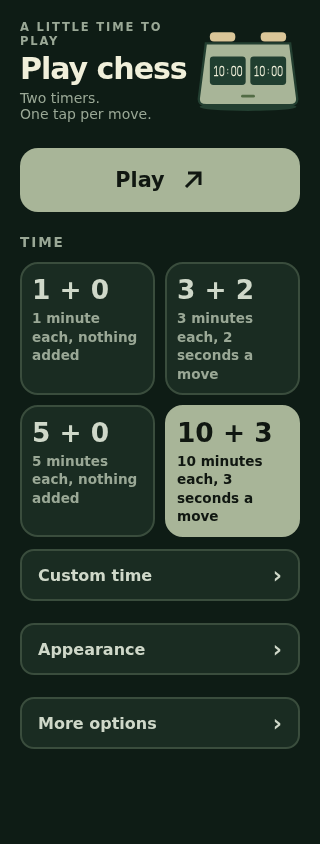 A LITTLE TIME TO
PLAY
Play chess
Two timers.
One tap per move.
10:00 10:00
Play
TIME
1 + 0
1 minute
each, nothing
added
3 + 2
3 minutes
each, 2
seconds a
move
5 + 0
5 minutes
each, nothing
added
10 + 3
10 minutes
each, 3
seconds a
move
Custom time
Appearance
More options